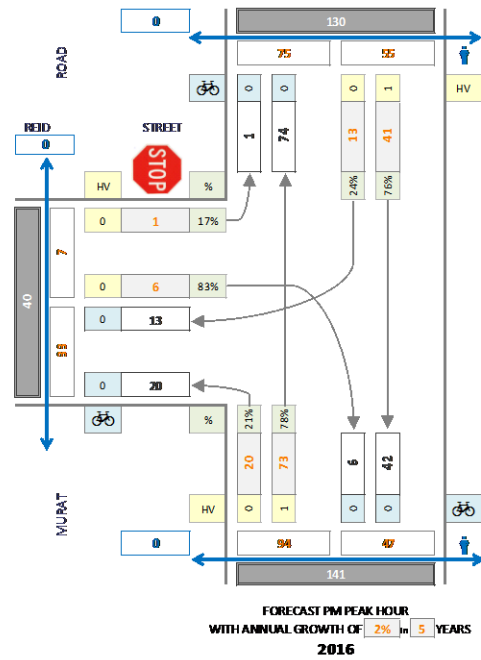 0 130
75 55
ROAD
0 0 0 1 HV
1 74 13 41
REID STREET
0 STOP
24% 76%
HV %
0 1 17%
7
40
0 6 83%
0 13
33
0 20
% 21% 78%
20 73 6 42
MURAT
HV 0 1 0 0
0 94 47
141
FORECAST PM PEAK HOUR
WITH ANNUAL GROWTH OF 2% in 5 YEARS
2016